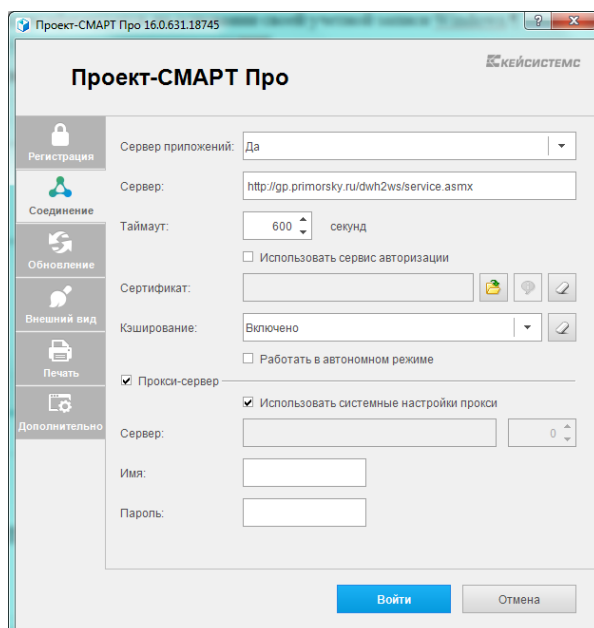 Проект-СМАРТ Про 16.0.631.18745
Проект-СМАРТ Про
КЕЙСИСТЕМС
Регистрация
Соединение
Обновление
Внешний вид
Печать
Дополнительно
Сервер приложений: Да
Сервер: http://gp.primorsky.ru/dwh2ws/service.asmx
Таймаут: 600 секунд
Использовать сервис авторизации
Сертификат:
Кэширование: Включено
Работать в автономном режиме
Прокси-сервер
Использовать системные настройки прокси
Сервер: 0
Имя:
Пароль:
Войти Отмена